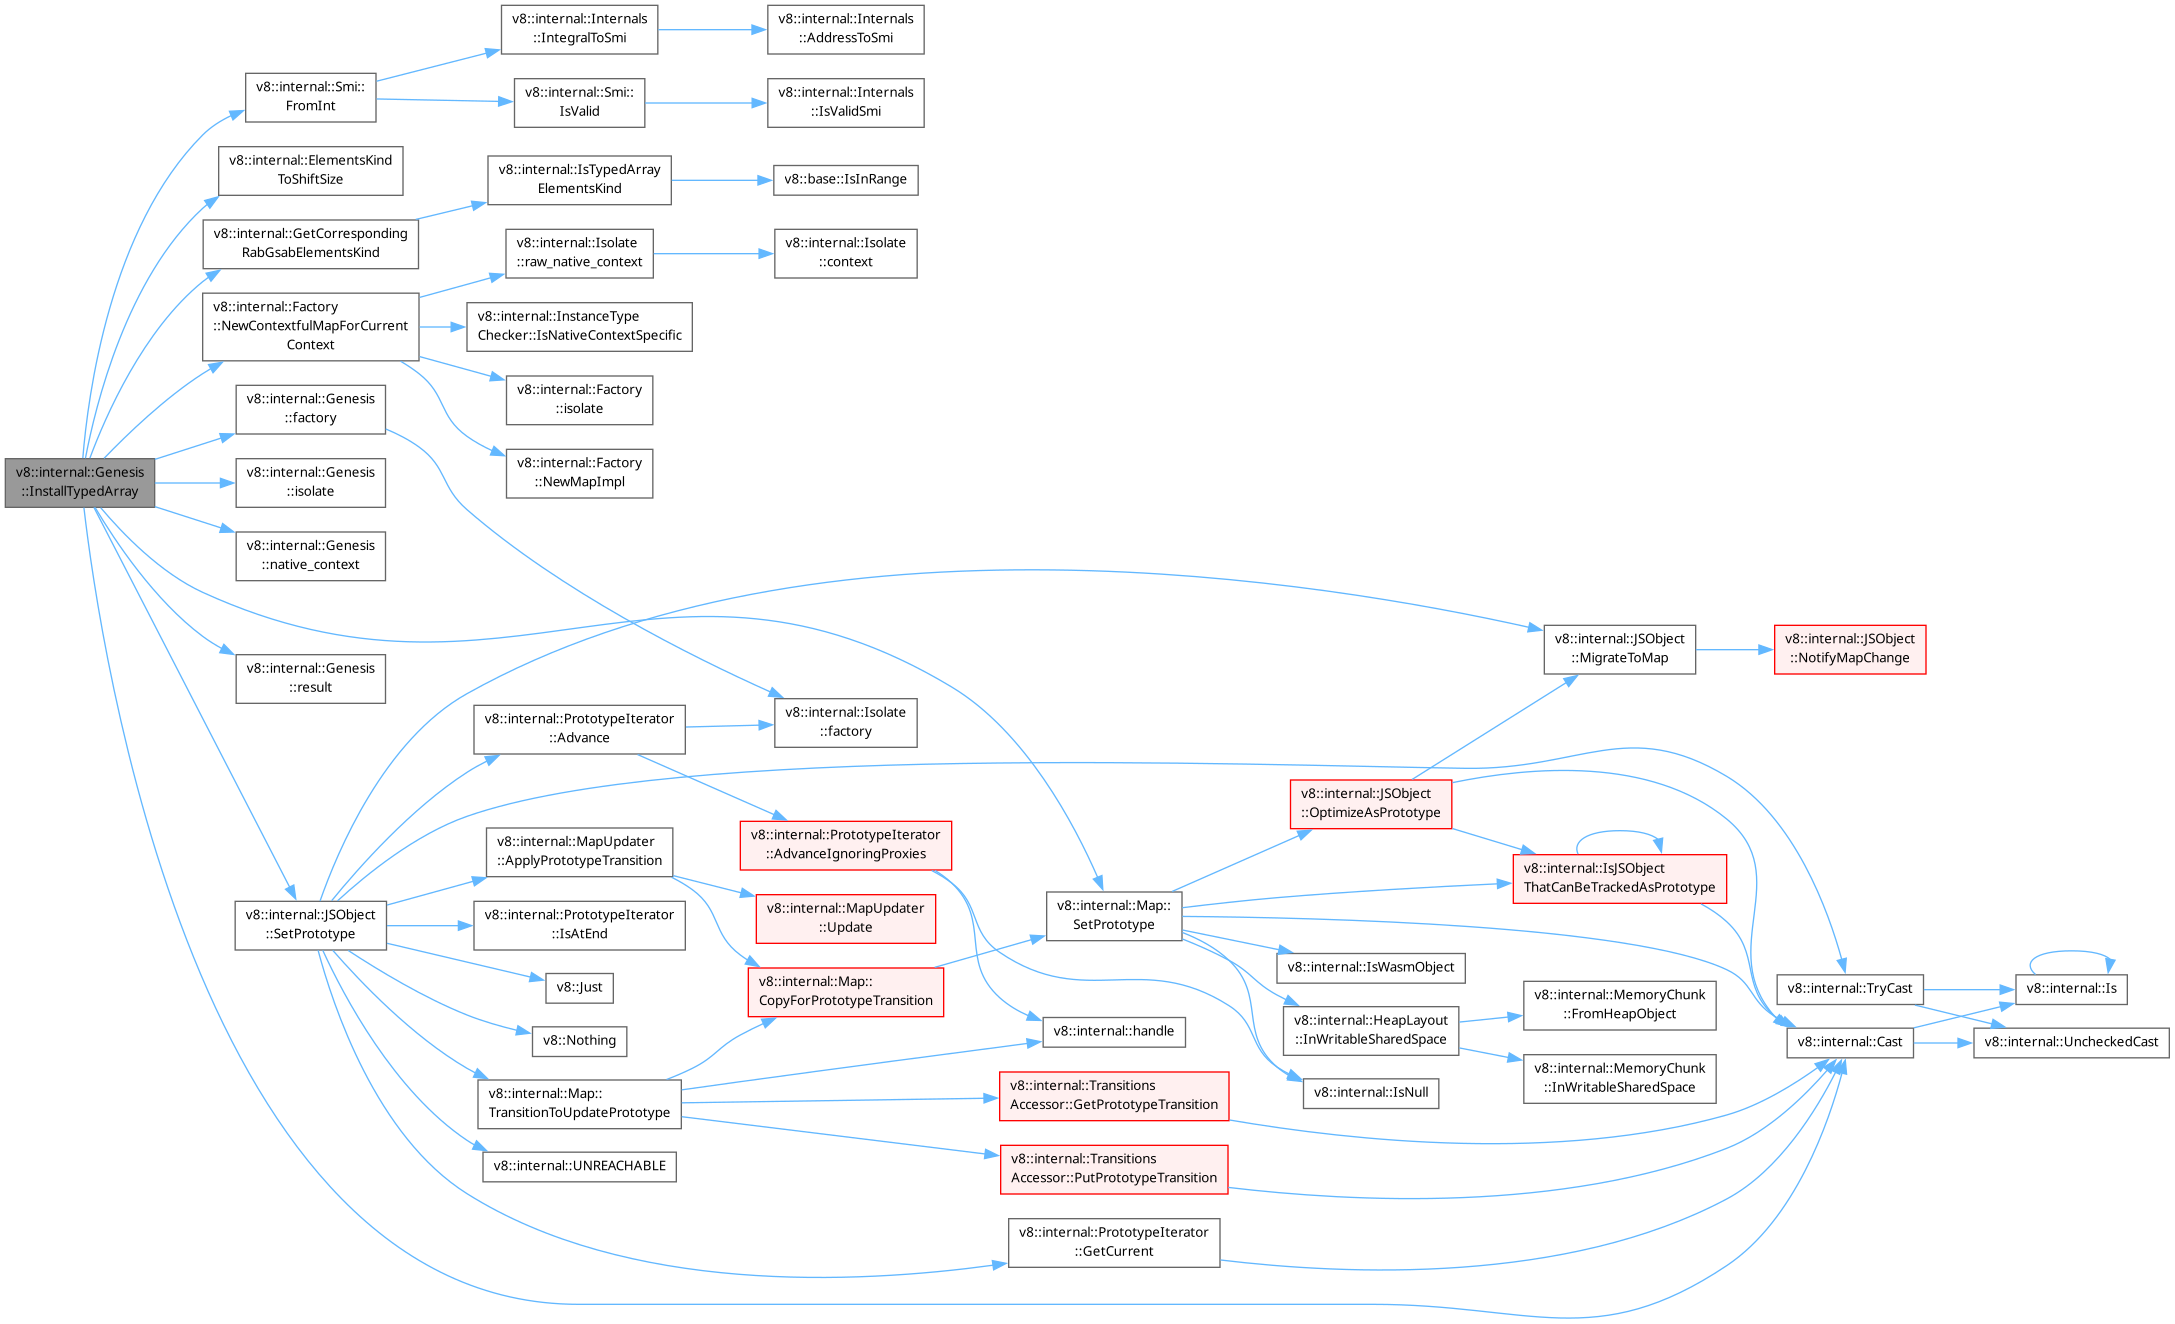 v8::internal::Genesis
::InstallTypedArray
v8::internal::Smi::
FromInt
v8::internal::Internals
::IntegralToSmi
v8::internal::Internals
::AddressToSmi
v8::internal::Smi::
IsValid
v8::internal::Internals
::IsValidSmi
v8::internal::ElementsKind
ToShiftSize
v8::internal::GetCorresponding
RabGsabElementsKind
v8::internal::IsTypedArray
ElementsKind
v8::base::IsInRange
v8::internal::Factory
::NewContextfulMapForCurrent
Context
v8::internal::Isolate
::raw_native_context
v8::internal::Isolate
::context
v8::internal::InstanceType
Checker::IsNativeContextSpecific
v8::internal::Factory
::isolate
v8::internal::Factory
::NewMapImpl
v8::internal::Genesis
::factory
v8::internal::Genesis
::isolate
v8::internal::Genesis
::native_context
v8::internal::Genesis
::result
v8::internal::JSObject
::SetPrototype
v8::internal::PrototypeIterator
::Advance
v8::internal::Isolate
::factory
v8::internal::PrototypeIterator
::AdvanceIgnoringProxies
v8::internal::MapUpdater
::ApplyPrototypeTransition
v8::internal::MapUpdater
::Update
v8::internal::Map::
CopyForPrototypeTransition
v8::internal::PrototypeIterator
::IsAtEnd
v8::Just
v8::Nothing
v8::internal::Map::
TransitionToUpdatePrototype
v8::internal::UNREACHABLE
v8::internal::handle
v8::internal::Transitions
Accessor::GetPrototypeTransition
v8::internal::Transitions
Accessor::PutPrototypeTransition
v8::internal::PrototypeIterator
::GetCurrent
v8::internal::Map::
SetPrototype
v8::internal::JSObject
::OptimizeAsPrototype
v8::internal::IsWasmObject
v8::internal::HeapLayout
::InWritableSharedSpace
v8::internal::IsNull
v8::internal::JSObject
::MigrateToMap
v8::internal::JSObject
::NotifyMapChange
v8::internal::IsJSObject
ThatCanBeTrackedAsPrototype
v8::internal::MemoryChunk
::FromHeapObject
v8::internal::MemoryChunk
::InWritableSharedSpace
v8::internal::TryCast
v8::internal::Cast
v8::internal::Is
v8::internal::UncheckedCast